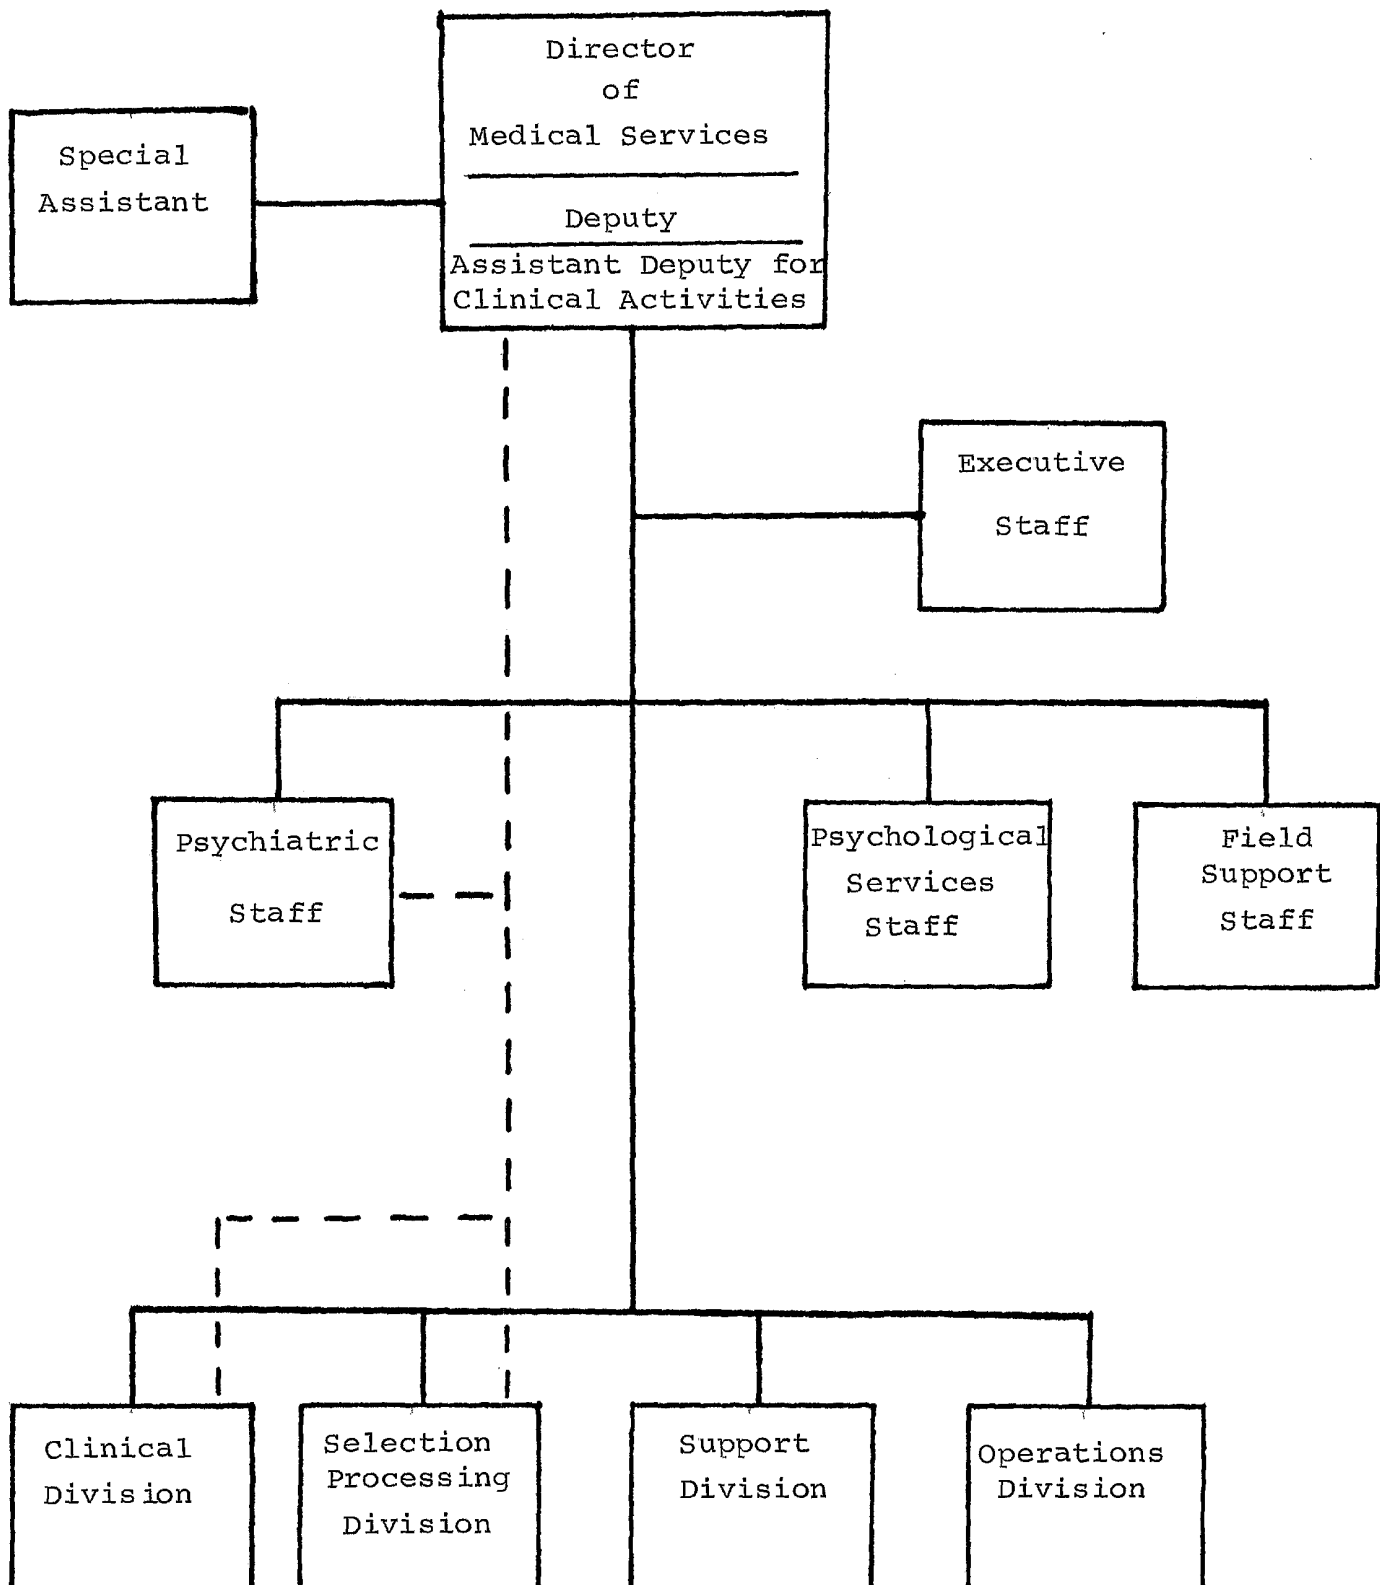 Director
of
Medical Services
Deputy
Assistant Deputy for
Clinical Activities
Special
Assistant
Executive
Staff
Psychiatric
Staff
Psychological
Services
Staff
Field
Support
Staff
Clinical
Division
Selection
Processing
Division
Support
Division
Operations
Division